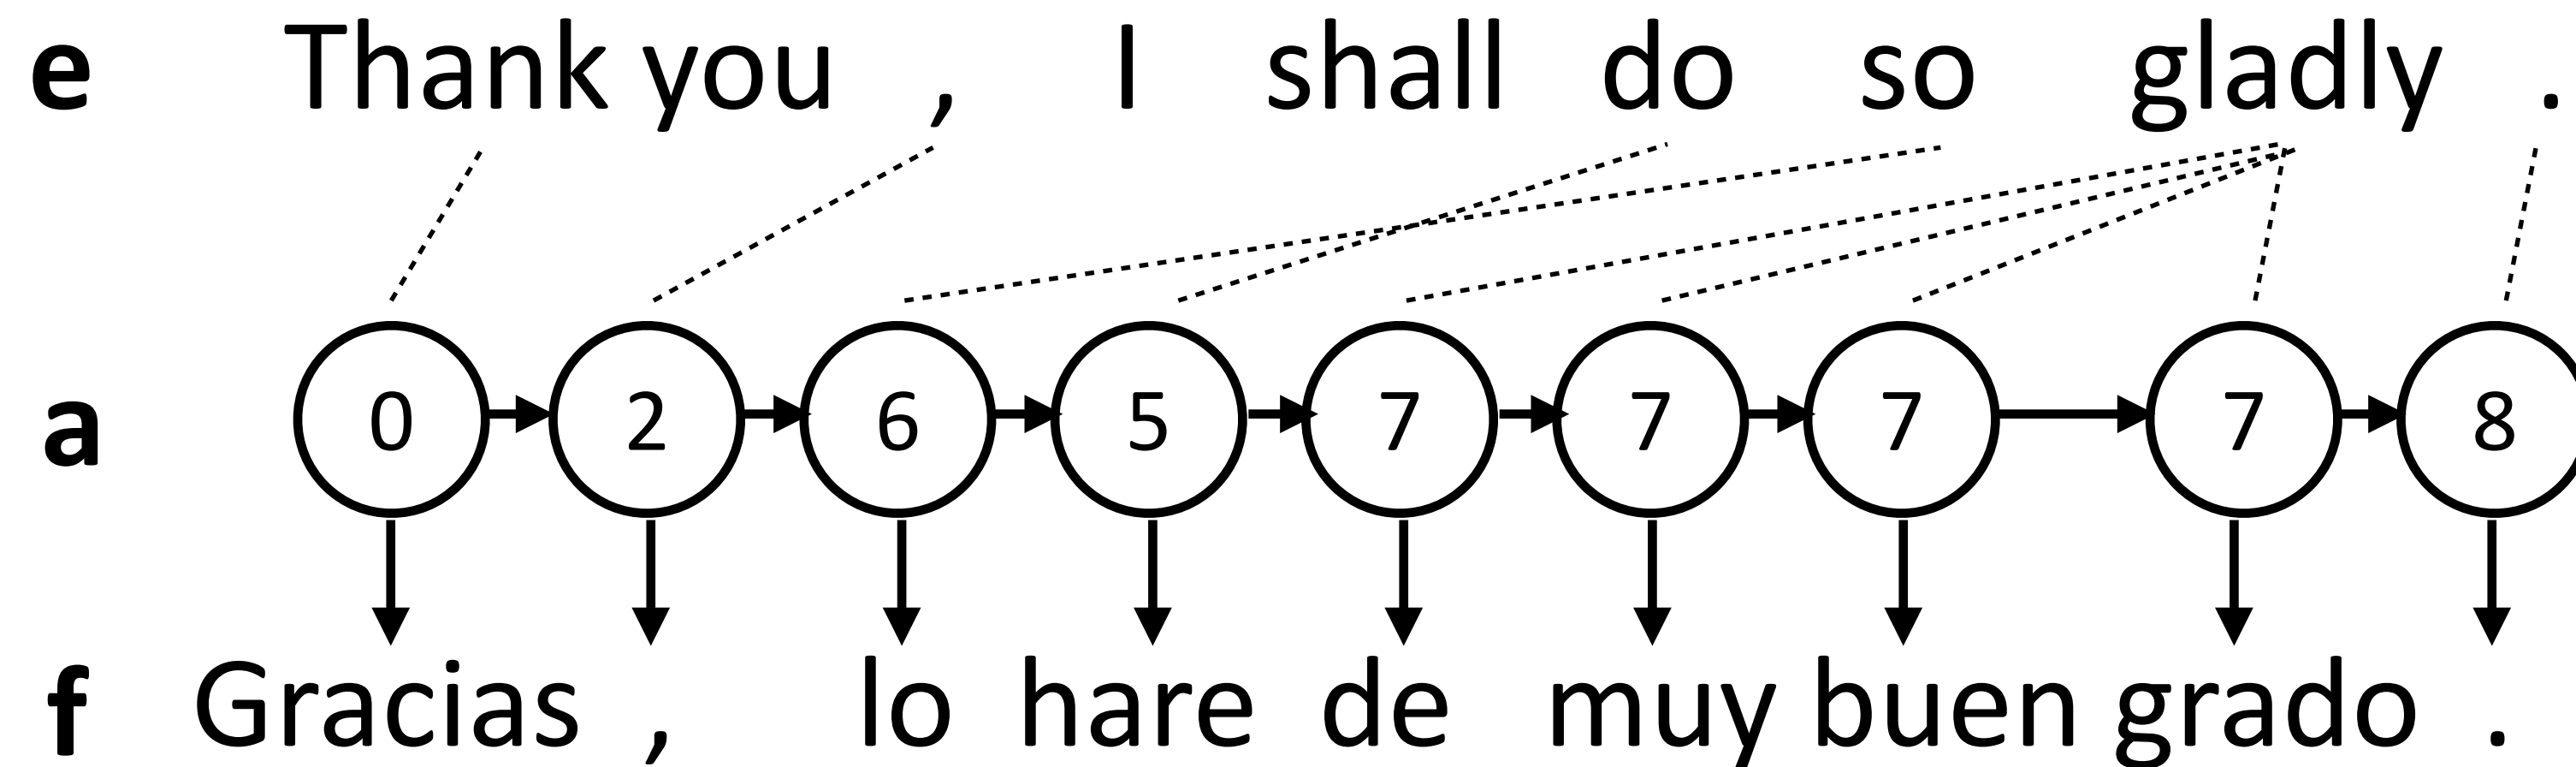 e Thank you , I shall do so gladly .
a 0 2 6 5 7 7 7 7 8
f Gracias , lo hare de muy buen grado .